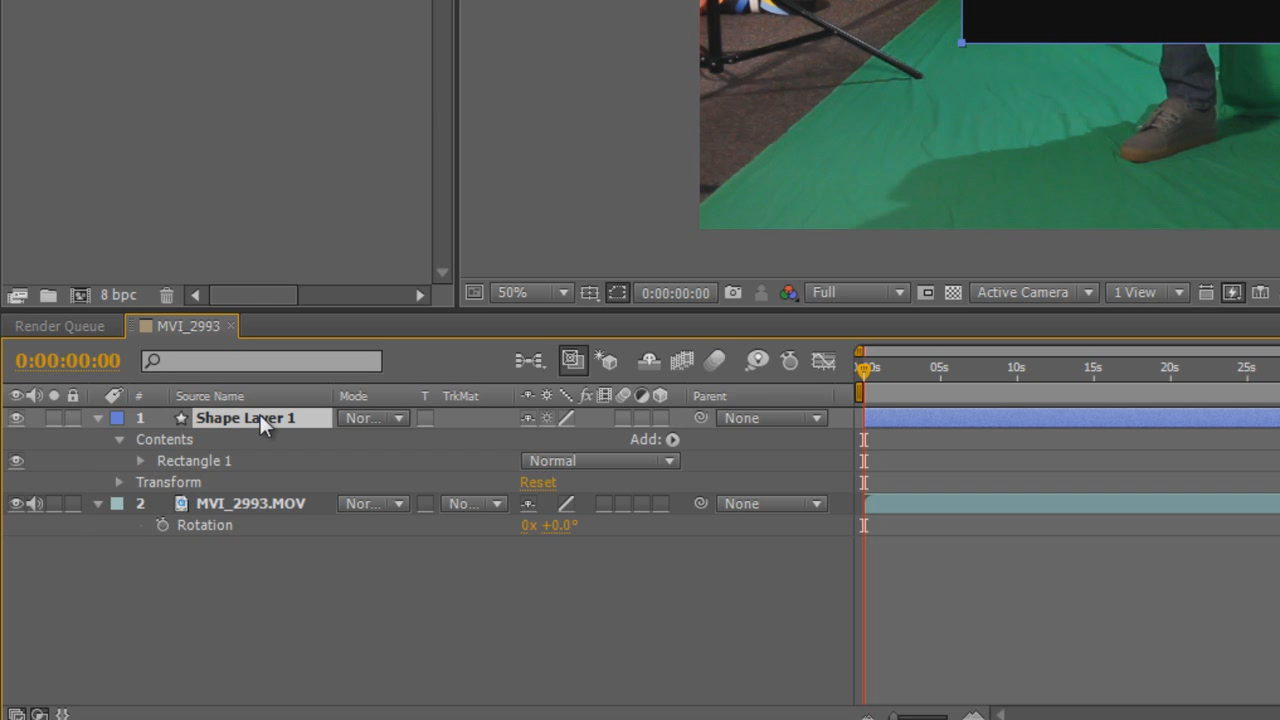 8 bpc
50%
0:00:00:00
Full
Active Camera
1 View
Render Queue
MVI_2993
0:00:00:00
05s
10s
15s
20s
25s
#
Source Name
Mode
T
TrkMat
fx
Parent
1
Shape Layer 1
Nor...
None
Contents
Add:
Rectangle 1
Normal
Transform
Reset
2
MVI_2993.MOV
Nor...
No...
None
Rotation
0x +0.0°